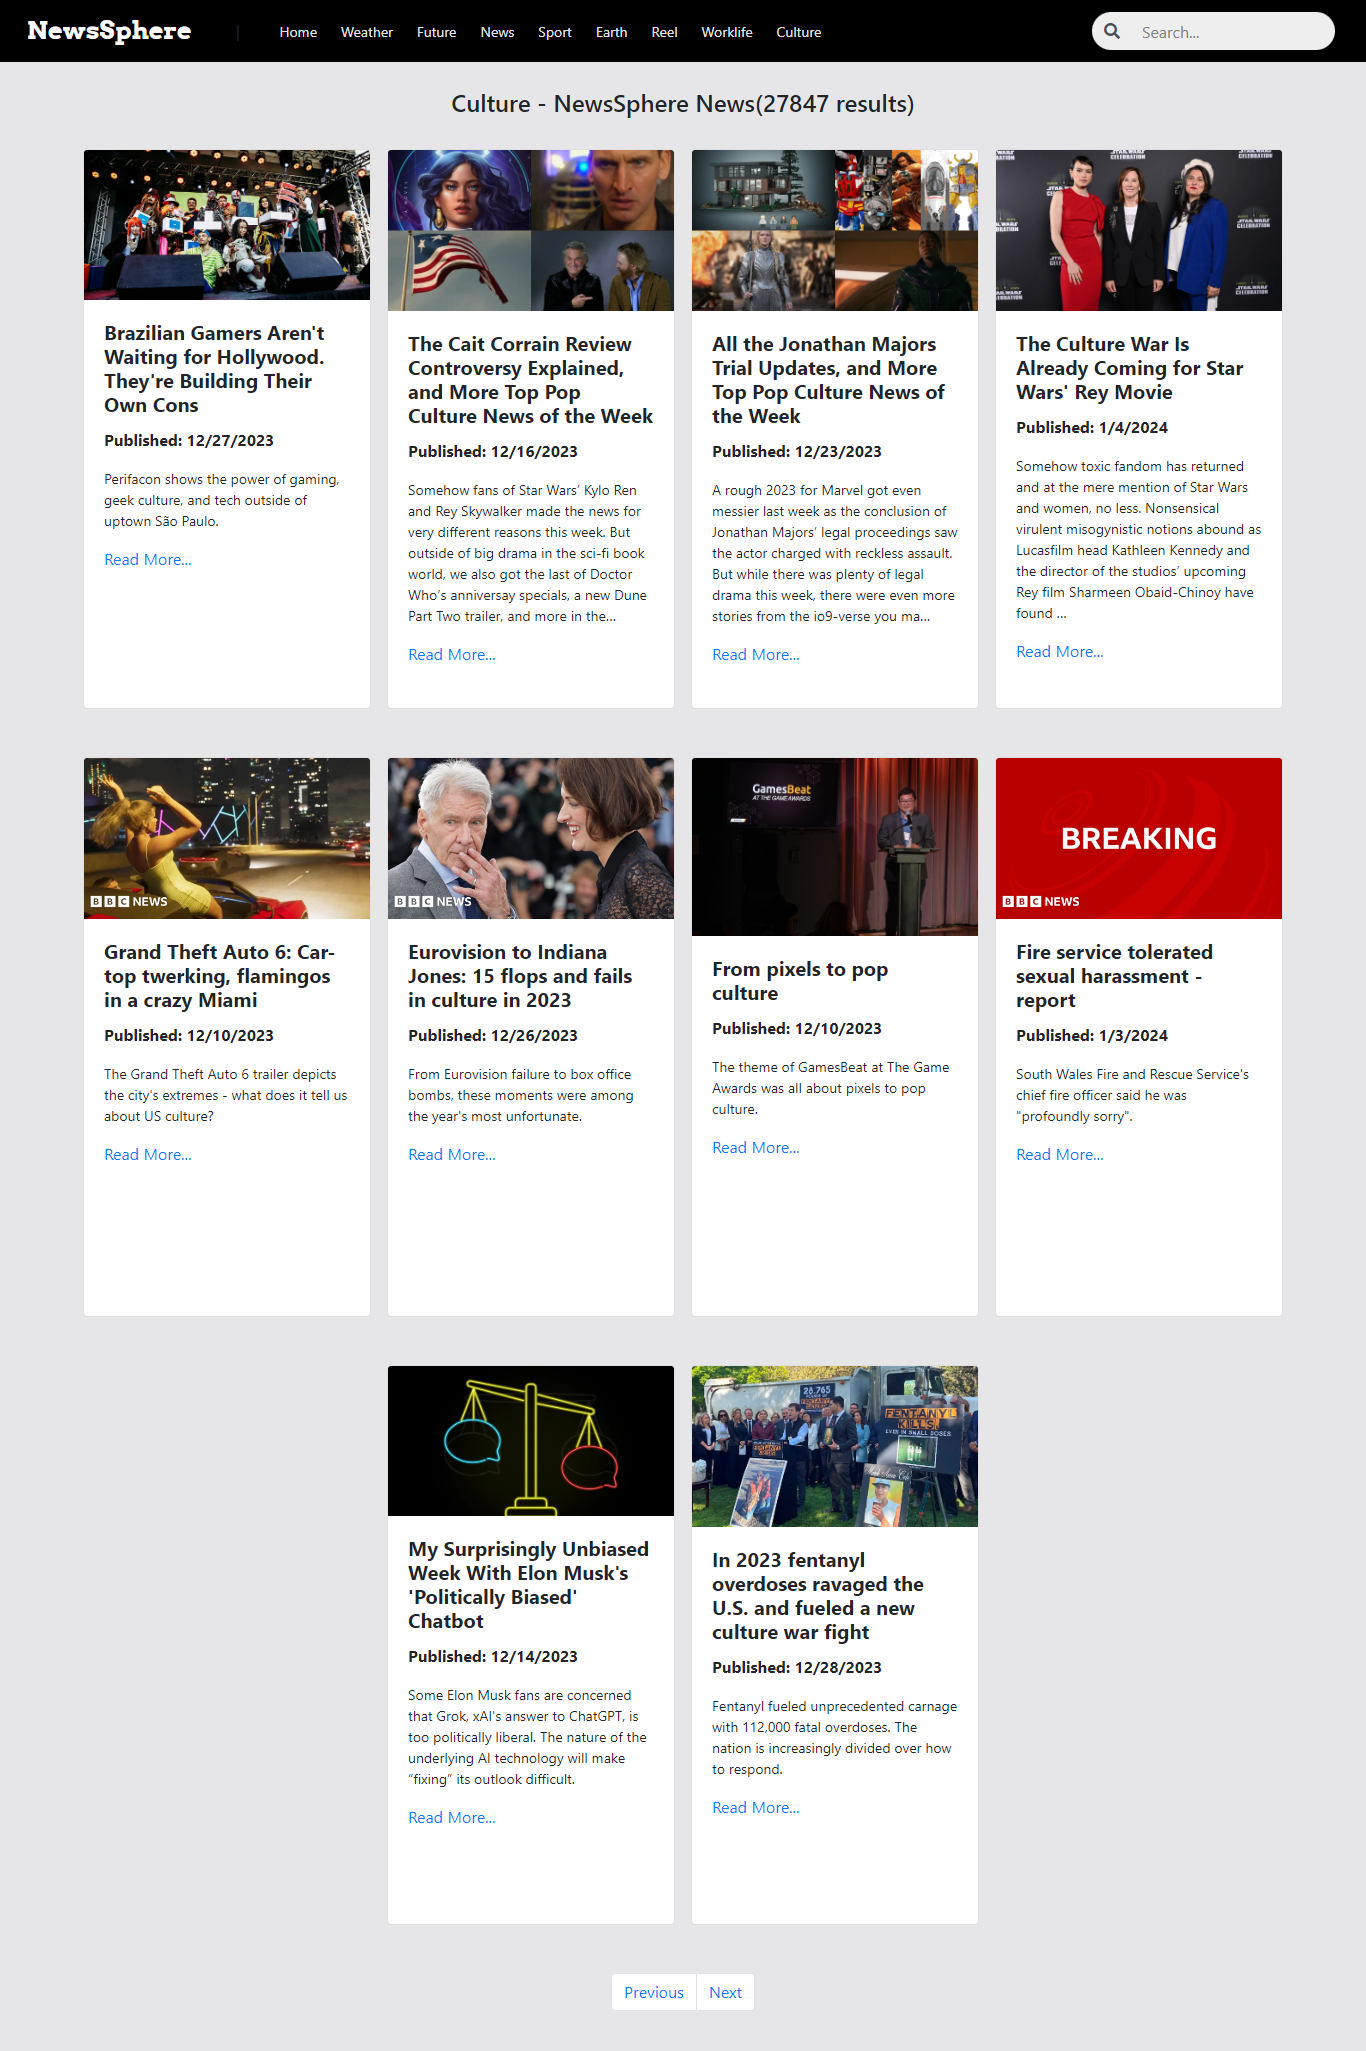 NewsSphere | Home Weather Future News Sport Earth Reel Worklife Culture Search...
Culture - NewsSphere News(27847 results)
Brazilian Gamers Aren't
Waiting for Hollywood.
They're Building Their
Own Cons
Published: 12/27/2023
Perifacon shows the power of gaming,
geek culture, and tech outside of
uptown São Paulo.
Read More...
The Cait Corrain Review
Controversy Explained,
and More Top Pop
Culture News of the Week
Published: 12/16/2023
Somehow fans of Star Wars’ Kylo Ren
and Rey Skywalker made the news for
very different reasons this week. But
outside of big drama in the sci-fi book
world, we also got the last of Doctor
Who’s anniversay specials, a new Dune
Part Two trailer, and more in the…
Read More...
All the Jonathan Majors
Trial Updates, and More
Top Pop Culture News of
the Week
Published: 12/23/2023
A rough 2023 for Marvel got even
messier last week as the conclusion of
Jonathan Majors’ legal proceedings saw
the actor charged with reckless assault.
But while there was plenty of legal
drama this week, there were even more
stories from the io9-verse you ma…
Read More...
STAR WARS
CELEBRATION
The Culture War Is
Already Coming for Star
Wars' Rey Movie
Published: 1/4/2024
Somehow toxic fandom has returned
and at the mere mention of Star Wars
and women, no less. Nonsensical
virulent misogynistic notions abound as
Lucasfilm head Kathleen Kennedy and
the director of the studios’ upcoming
Rey film Sharmeen Obaid-Chinoy have
found …
Read More...
BBC NEWS
Grand Theft Auto 6: Car-
top twerking, flamingos
in a crazy Miami
Published: 12/10/2023
The Grand Theft Auto 6 trailer depicts
the city's extremes - what does it tell us
about US culture?
Read More...
BBC NEWS
Eurovision to Indiana
Jones: 15 flops and fails
in culture in 2023
Published: 12/26/2023
From Eurovision failure to box office
bombs, these moments were among
the year's most unfortunate.
Read More...
GamesBeat
AT THE GAME AWARDS
From pixels to pop
culture
Published: 12/10/2023
The theme of GamesBeat at The Game
Awards was all about pixels to pop
culture.
Read More...
BREAKING
BBC NEWS
Fire service tolerated
sexual harassment -
report
Published: 1/3/2024
South Wales Fire and Rescue Service's
chief fire officer said he was
"profoundly sorry".
Read More...
My Surprisingly Unbiased
Week With Elon Musk's
'Politically Biased'
Chatbot
Published: 12/14/2023
Some Elon Musk fans are concerned
that Grok, xAI's answer to ChatGPT, is
too politically liberal. The nature of the
underlying AI technology will make
“fixing” its outlook difficult.
Read More...
28,765
FENTANYL
KILLS.
EVEN IN SMALL DOSES
In 2023 fentanyl
overdoses ravaged the
U.S. and fueled a new
culture war fight
Published: 12/28/2023
Fentanyl fueled unprecedented carnage
with 112,000 fatal overdoses. The
nation is increasingly divided over how
to respond.
Read More...
Previous Next